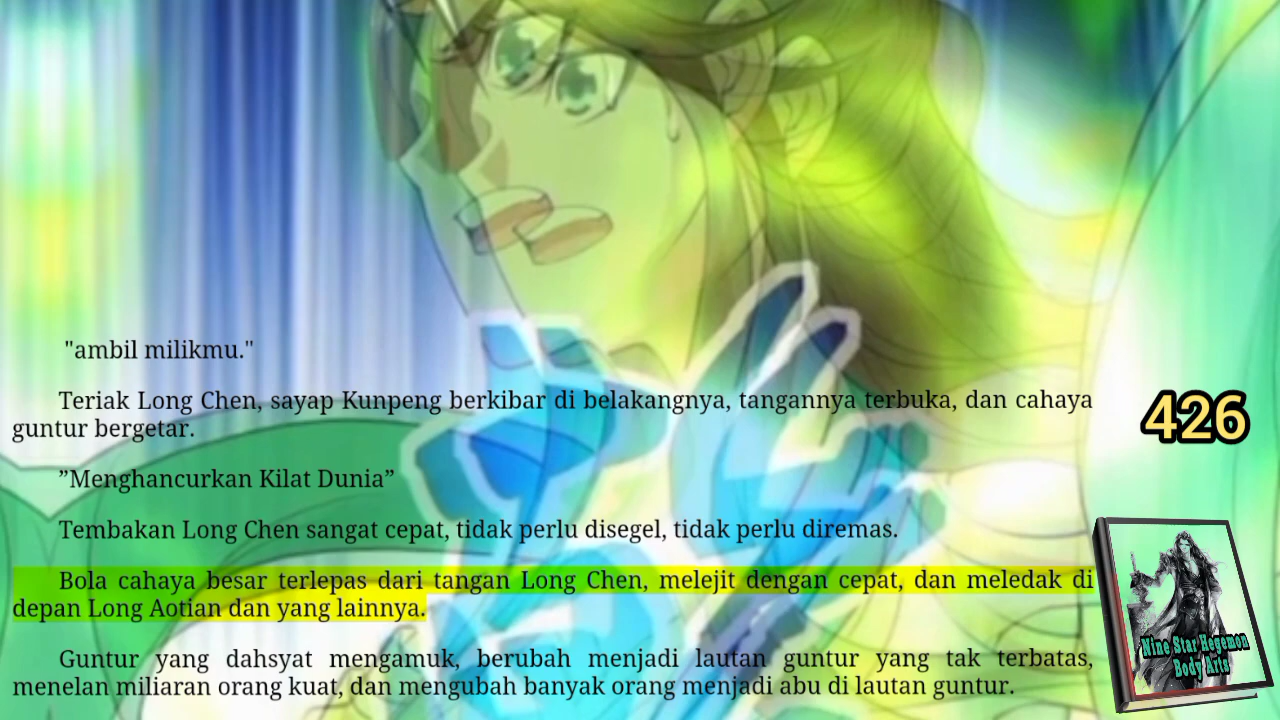 "ambil milikmu."
Teriak Long Chen, sayap Kunpeng berkibar di belakangnya, tangannya terbuka, dan cahaya
guntur bergetar.
”Menghancurkan Kilat Dunia”
Tembakan Long Chen sangat cepat, tidak perlu disegel, tidak perlu diremas.
Bola cahaya besar terlepas dari tangan Long Chen, melejit dengan cepat, dan meledak di
depan Long Aotian dan yang lainnya.
Guntur yang dahsyat mengamuk, berubah menjadi lautan guntur yang tak terbatas,
menelan miliaran orang kuat, dan mengubah banyak orang menjadi abu di lautan guntur.
426
Nine Star Hegemon
Body Arts